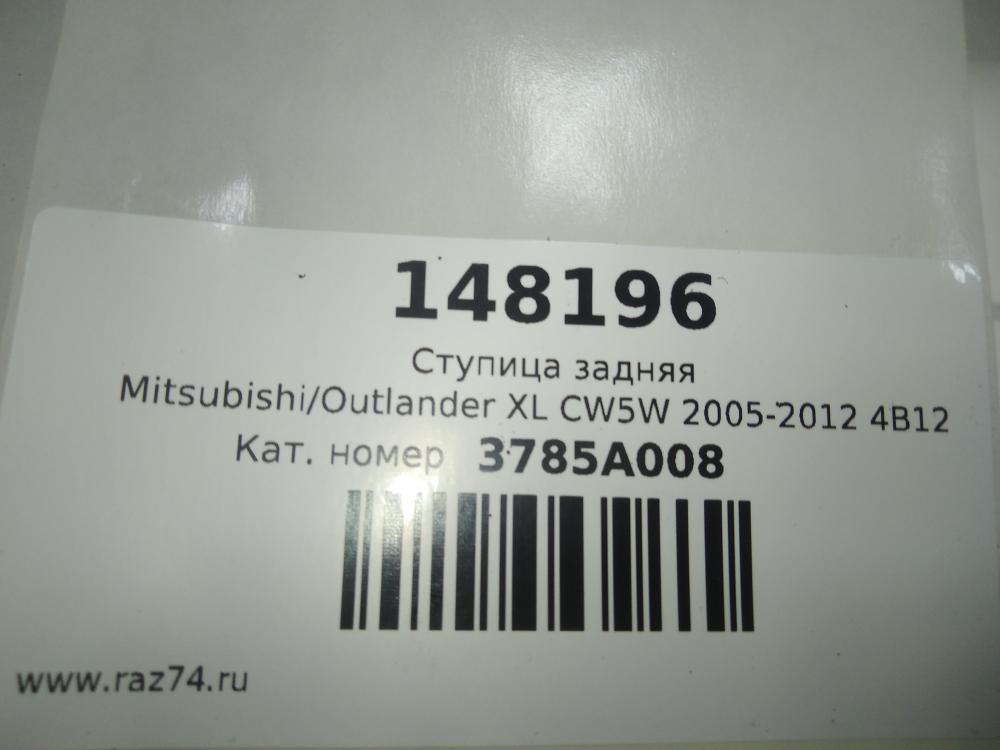 148196
Ступица задняя
Mitsubishi/Outlander XL CW5W 2005-2012 4B12
Кат. номер 3785A008
www.raz74.ru